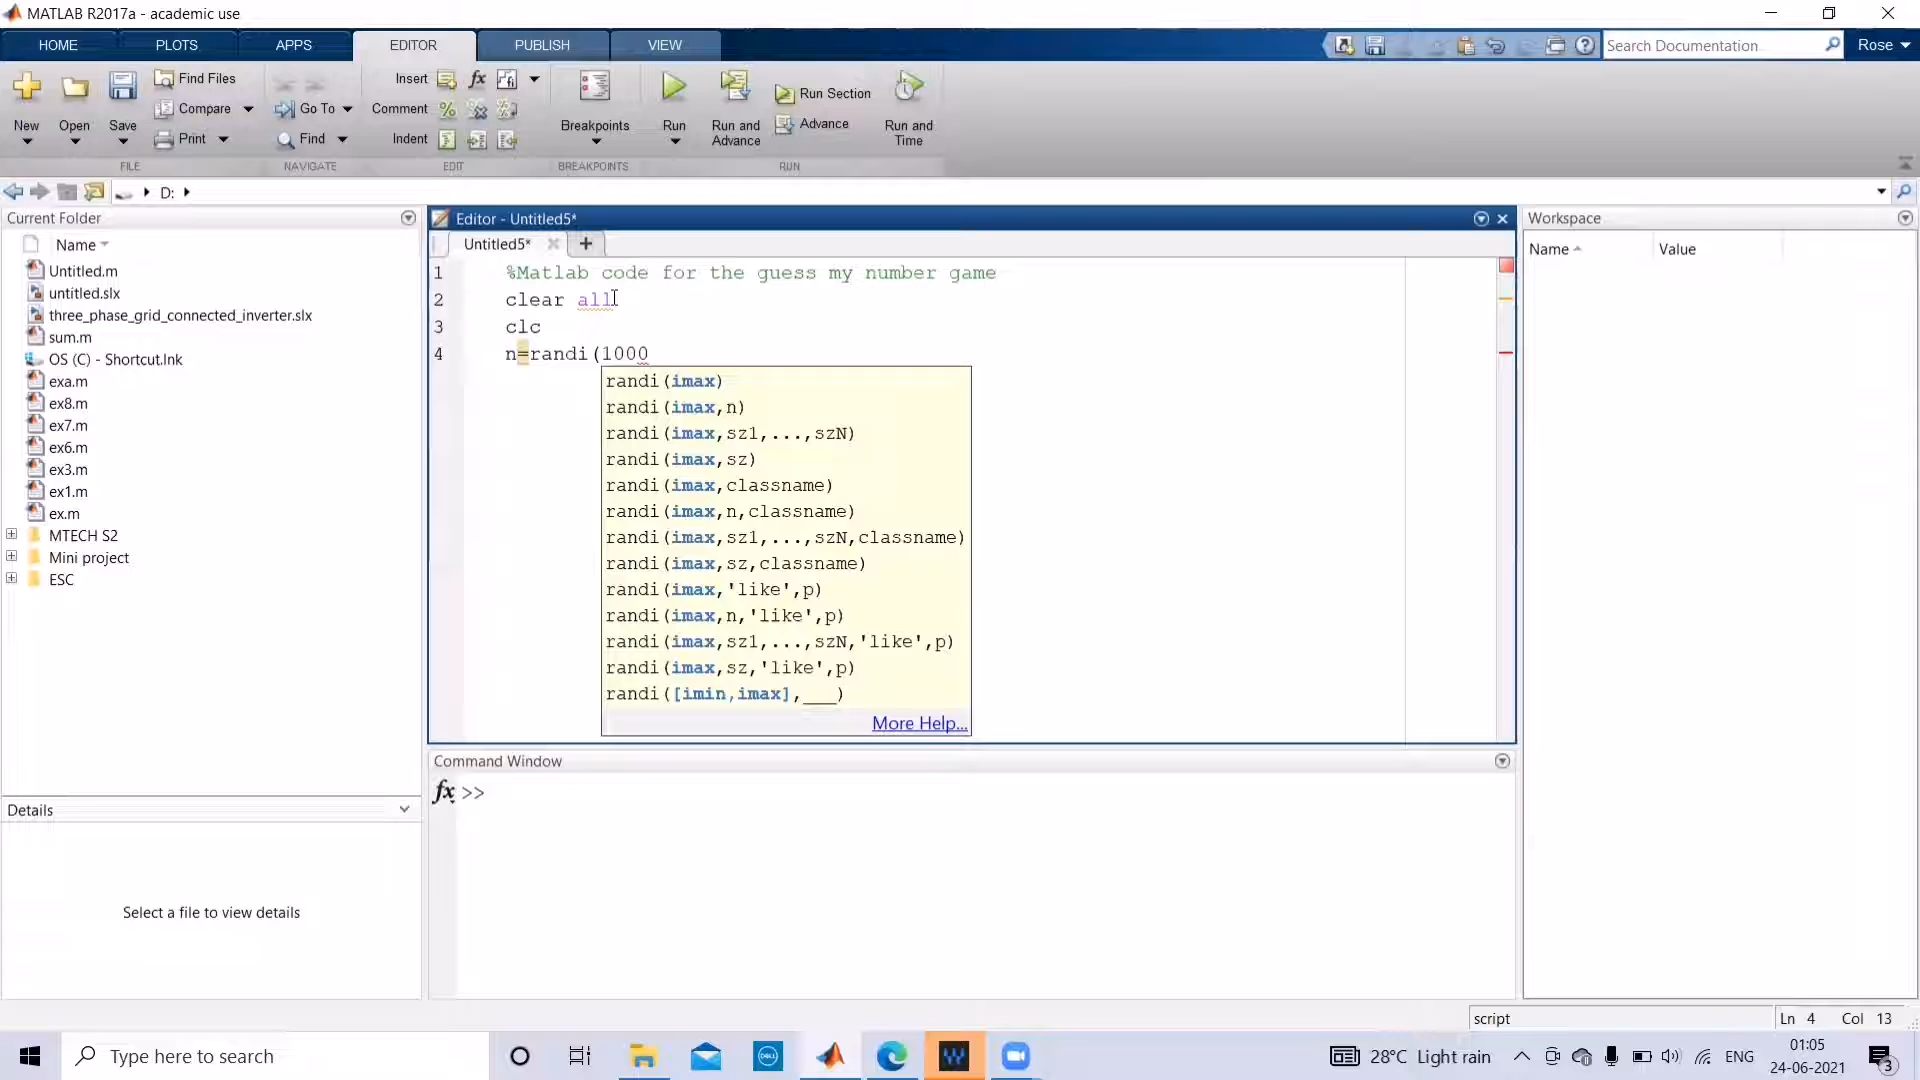 MATLAB R2017a - academic use
HOME PLOTS APPS EDITOR PUBLISH VIEW Search Documentation Rose
Find Files Insert fx
New Open Save Compare Go To Comment Breakpoints Run Run and Advance Run Section Advance Run and Time
Print Find Indent
FILE NAVIGATE EDIT BREAKPOINTS RUN
D:
Current Folder
Name
Untitled.m
untitled.slx
three_phase_grid_connected_inverter.slx
sum.m
OS (C) - Shortcut.lnk
exa.m
ex8.m
ex7.m
ex6.m
ex3.m
ex1.m
ex.m
MTECH S2
Mini project
ESC
Details
Select a file to view details
Editor - Untitled5*
Untitled5*
1 %Matlab code for the guess my number game
2 clear all
3 clc
4 n=randi(1000
randi(imax)
randi(imax,n)
randi(imax,sz1,...,szN)
randi(imax,sz)
randi(imax,classname)
randi(imax,n,classname)
randi(imax,sz1,...,szN,classname)
randi(imax,sz,classname)
randi(imax,'like',p)
randi(imax,n,'like',p)
randi(imax,sz1,...,szN,'like',p)
randi(imax,sz,'like',p)
randi([imin,imax],___)
More Help...
Command Window
fx >>
Workspace
Name Value
script Ln 4 Col 13
Type here to search DELL W 28°C Light rain ENG 01:05
24-06-2021 3